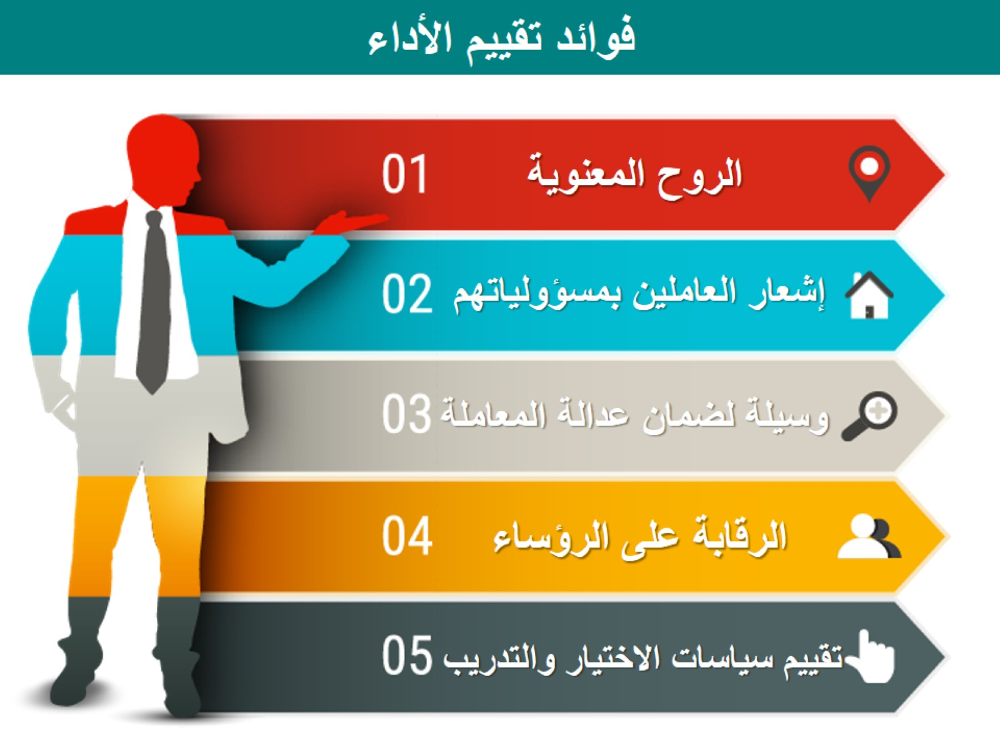 فوائد تقييم الأداء
الروح المعنوية 01
إشعار العاملين بمسؤولياتهم 02
وسيلة لضمان عدالة المعاملة 03
الرقابة على الرؤساء 04
تقييم سياسات الاختيار والتدريب 05